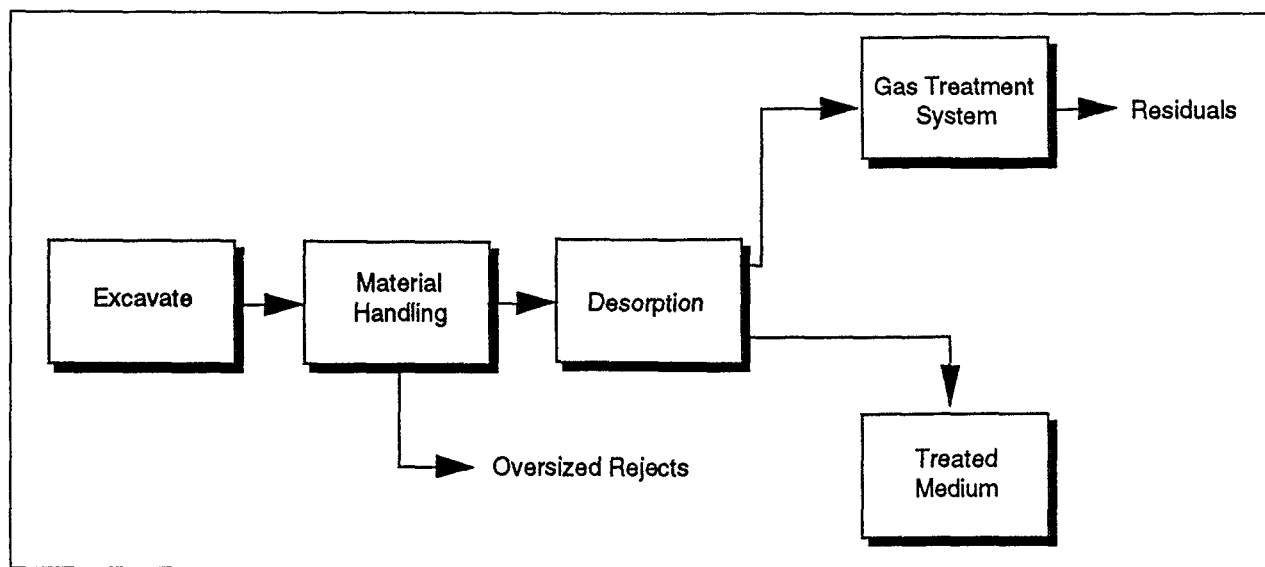 Gas Treatment
System
Residuals
Excavate
Material
Handling
Desorption
Oversized Rejects
Treated
Medium